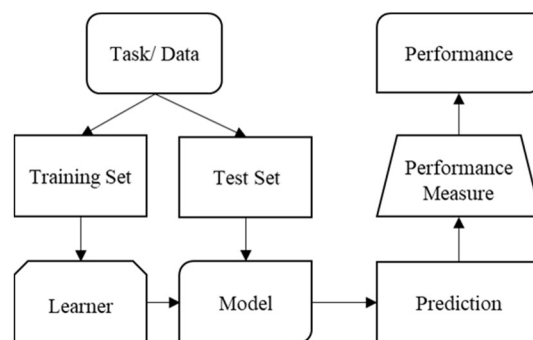 Task/ Data
Performance
Training Set
Test Set
Performance
Measure
Learner
Model
Prediction